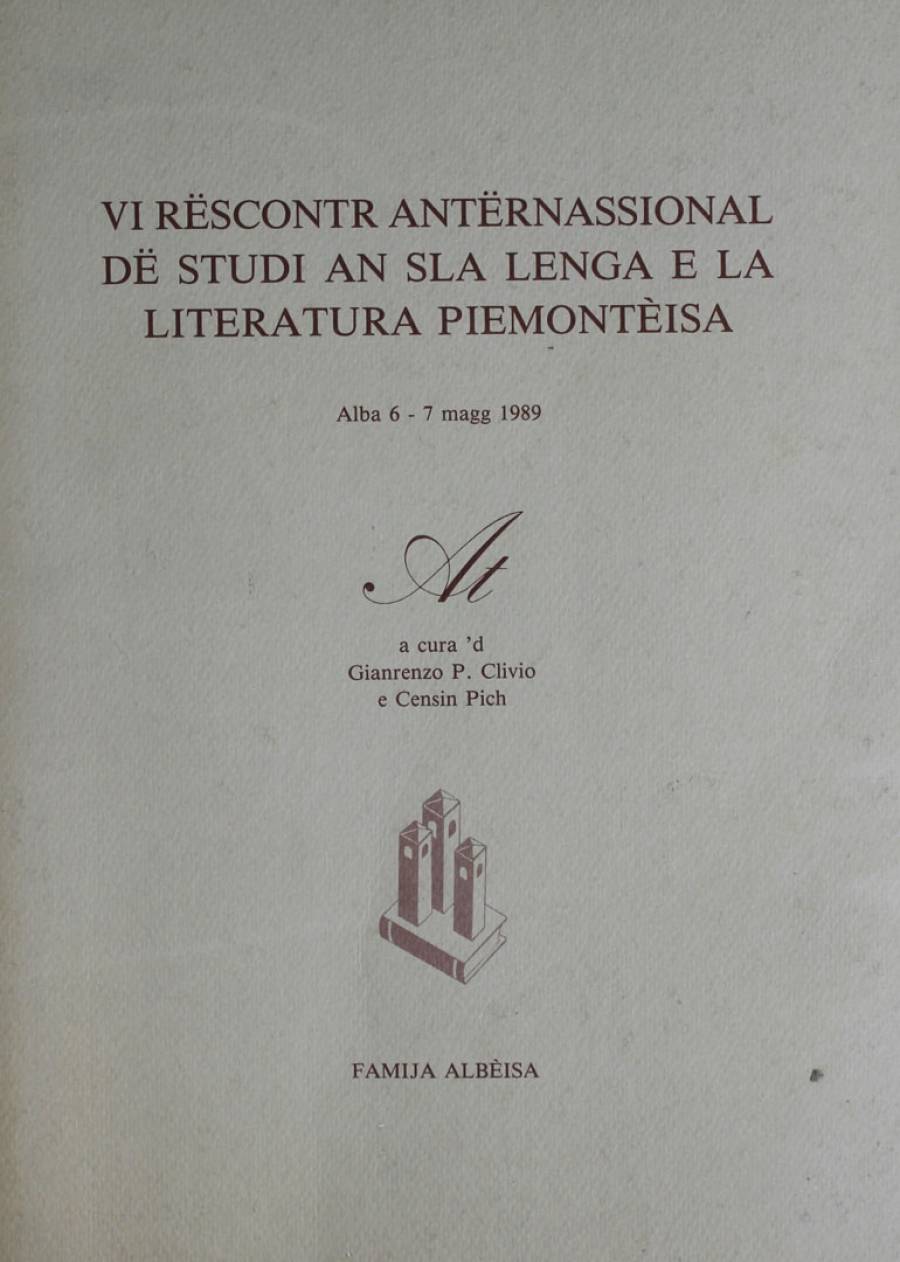 VI RËSCONTR ANTËRNASSIONAL
DË STUDI AN SLA LENGA E LA
LITERATURA PIEMONTÈISA
Alba 6 - 7 magg 1989
At
a cura 'd
Gianrenzo P. Clivio
e Censin Pich
FAMIJA ALBÈISA